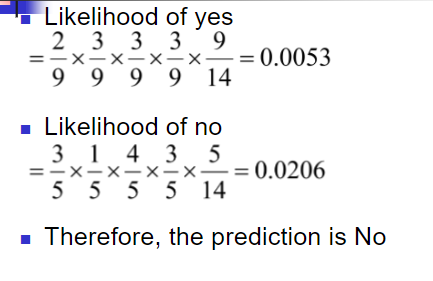 Likelihood of yes
= 2/9 × 3/9 × 3/9 × 3/9 × 9/14 = 0.0053
Likelihood of no
= 3/5 × 1/5 × 4/5 × 3/5 × 5/14 = 0.0206
Therefore, the prediction is No